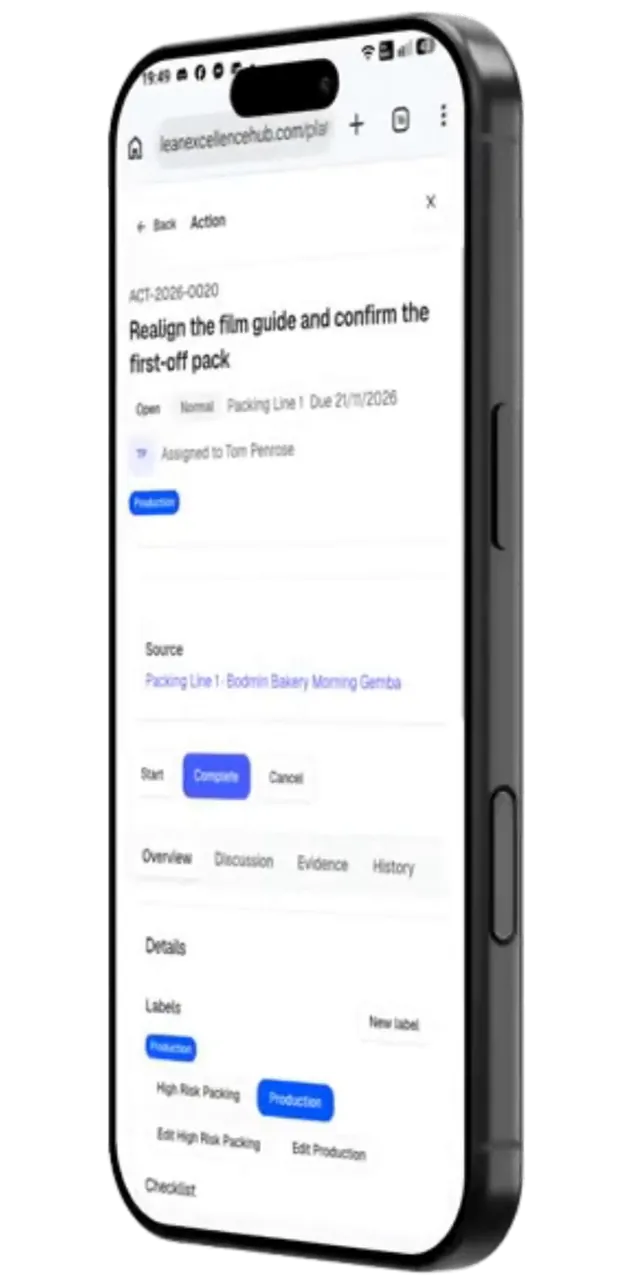 19:49
leanexcellencehub.com/pla
← Back Action X
ACT-2026-0020
Realign the film guide and confirm the
first-off pack
Open Normal Packing Line 1 Due 21/11/2026
TP Assigned to Tom Penrose
Production
Source
Packing Line 1 · Bodmin Bakery Morning Gemba
Start Complete Cancel
Overview Discussion Evidence History
Details
Labels
New label
Production
High Risk Packing Production
Edit High Risk Packing Edit Production
Checklist